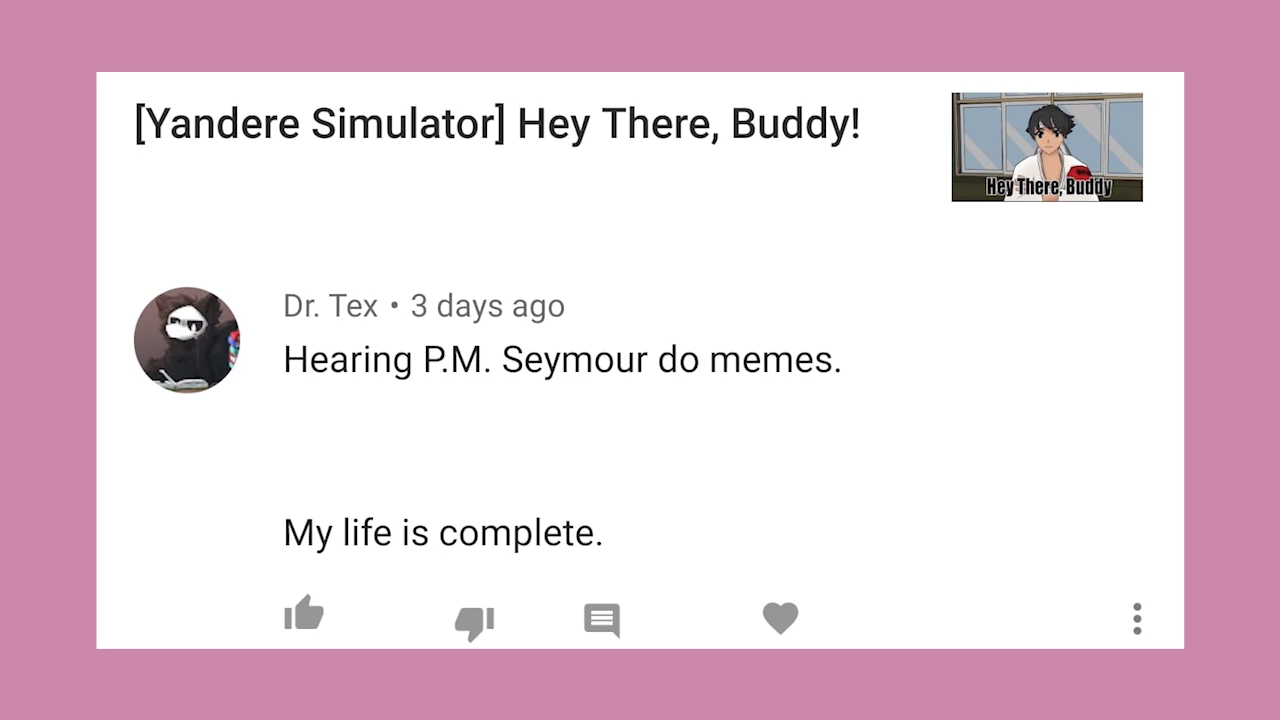 [Yandere Simulator] Hey There, Buddy!
Hey There, Buddy
Dr. Tex • 3 days ago
Hearing P.M. Seymour do memes.
My life is complete.